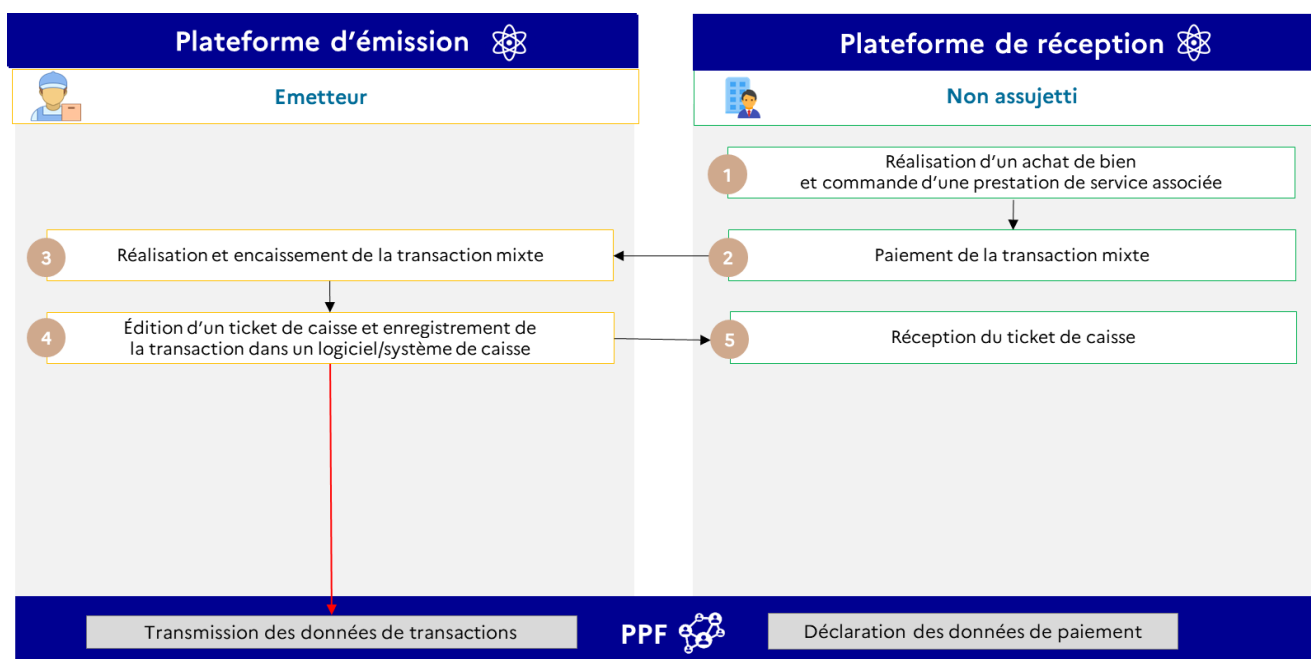 Plateforme d'émission
Plateforme de réception
Emetteur
Non assujetti
1
Réalisation d'un achat de bien
et commande d'une prestation de service associée
3
Réalisation et encaissement de la transaction mixte
2
Paiement de la transaction mixte
4
Édition d'un ticket de caisse et enregistrement de
la transaction dans un logiciel/système de caisse
5
Réception du ticket de caisse
Transmission des données de transactions
PPF
Déclaration des données de paiement